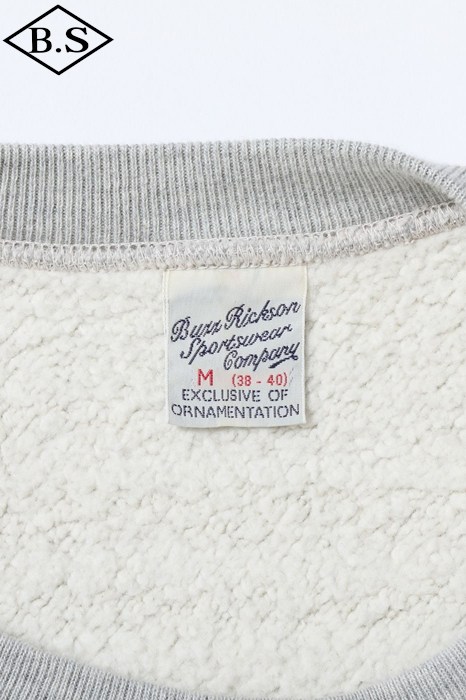 B.S
Buzz Rickson
Sportswear
Company
M (38 - 40)
EXCLUSIVE OF
ORNAMENTATION